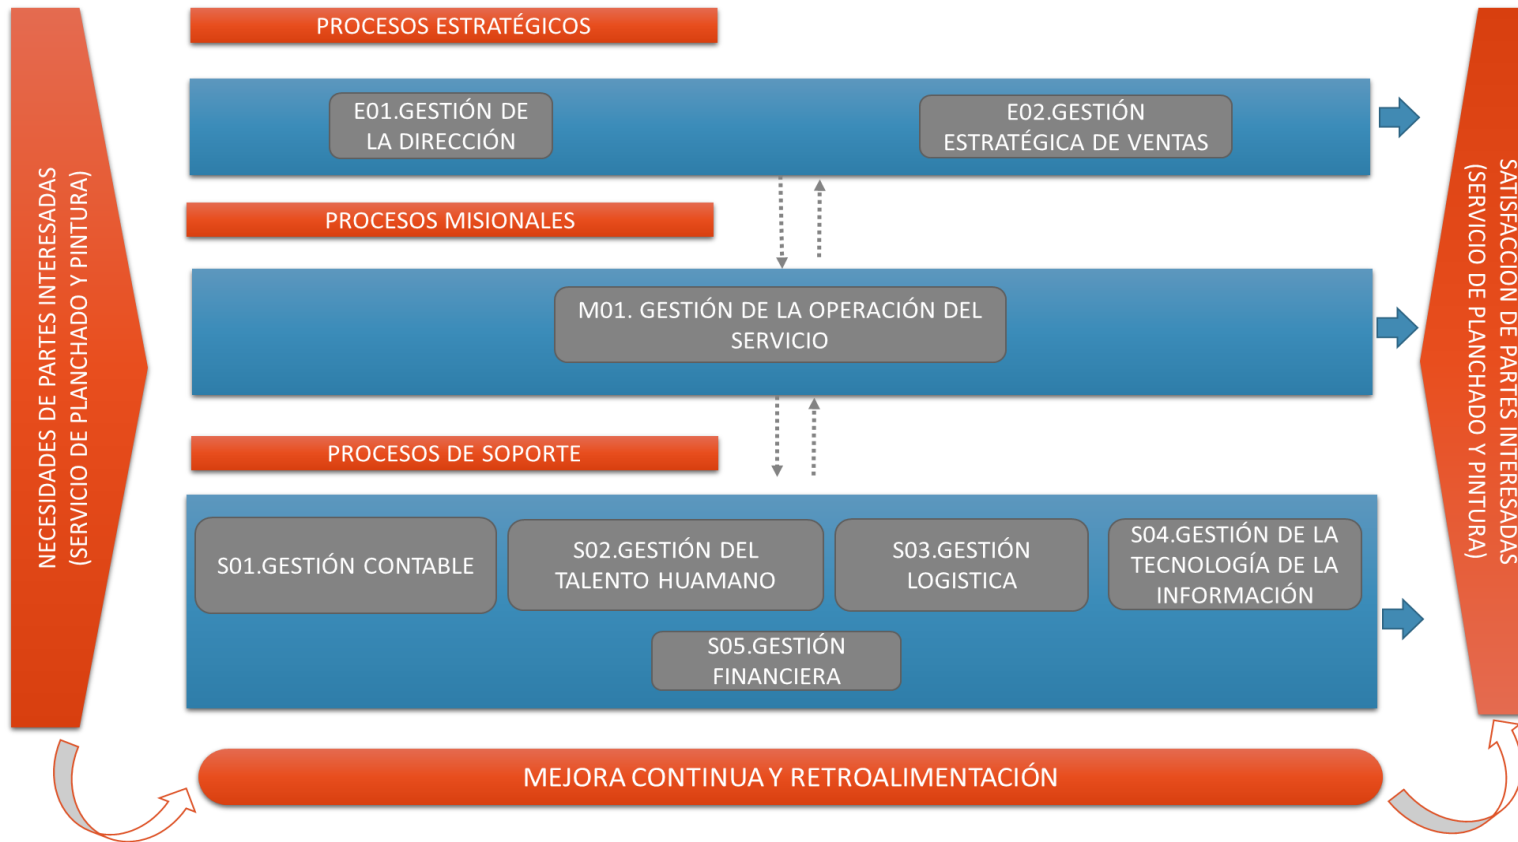 PROCESOS ESTRATÉGICOS
E01.GESTIÓN DE
LA DIRECCIÓN
E02.GESTIÓN
ESTRATÉGICA DE VENTAS
NECESIDADES DE PARTES INTERESADAS
(SERVICIO DE PLANCHADO Y PINTURA)
PROCESOS MISIONALES
M01. GESTIÓN DE LA OPERACIÓN DEL
SERVICIO
PROCESOS DE SOPORTE
S01.GESTIÓN CONTABLE
S02.GESTIÓN DEL
TALENTO HUAMANO
S03.GESTIÓN
LOGISTICA
S04.GESTIÓN DE LA
TECNOLOGÍA DE LA
INFORMACIÓN
S05.GESTIÓN
FINANCIERA
SATISFACCION DE PARTES INTERESADAS
(SERVICIO DE PLANCHADO Y PINTURA)
MEJORA CONTINUA Y RETROALIMENTACIÓN